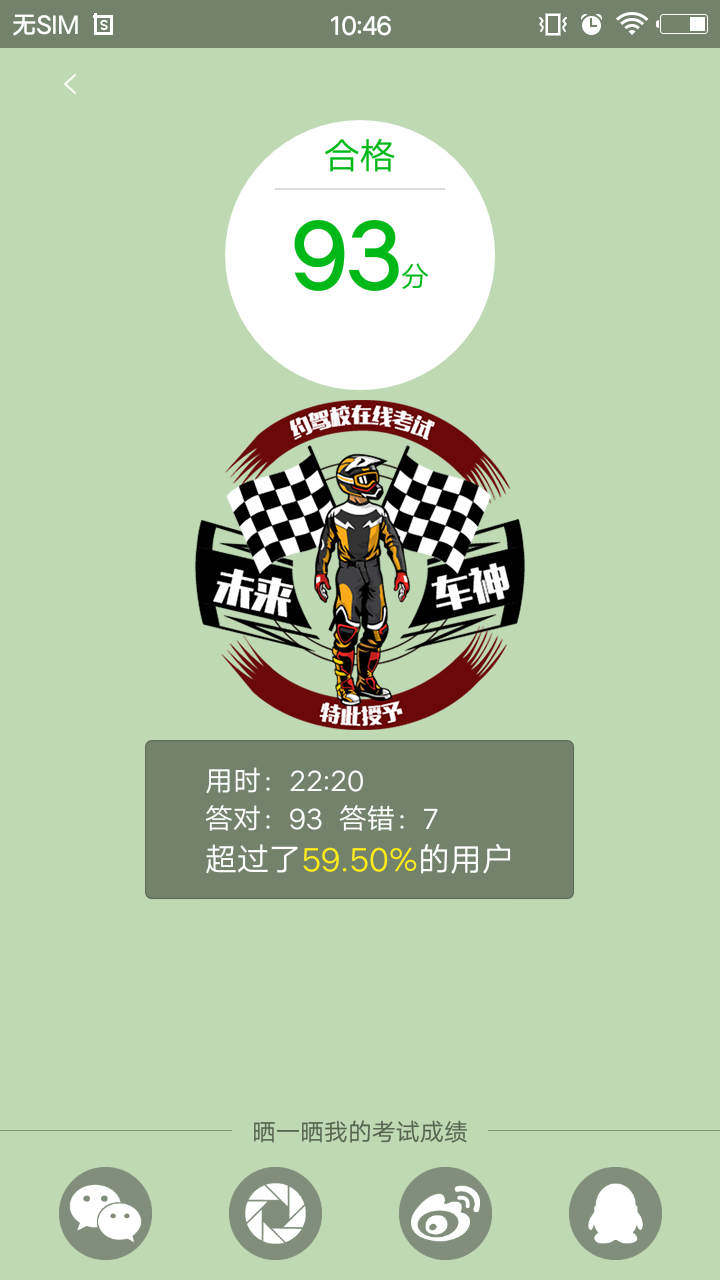 无SIM
10:46
合格
93分
约驾校在线考试
未来
车神
特此授予
用时：22:20
答对：93 答错：7
超过了59.50%的用户
晒一晒我的考试成绩